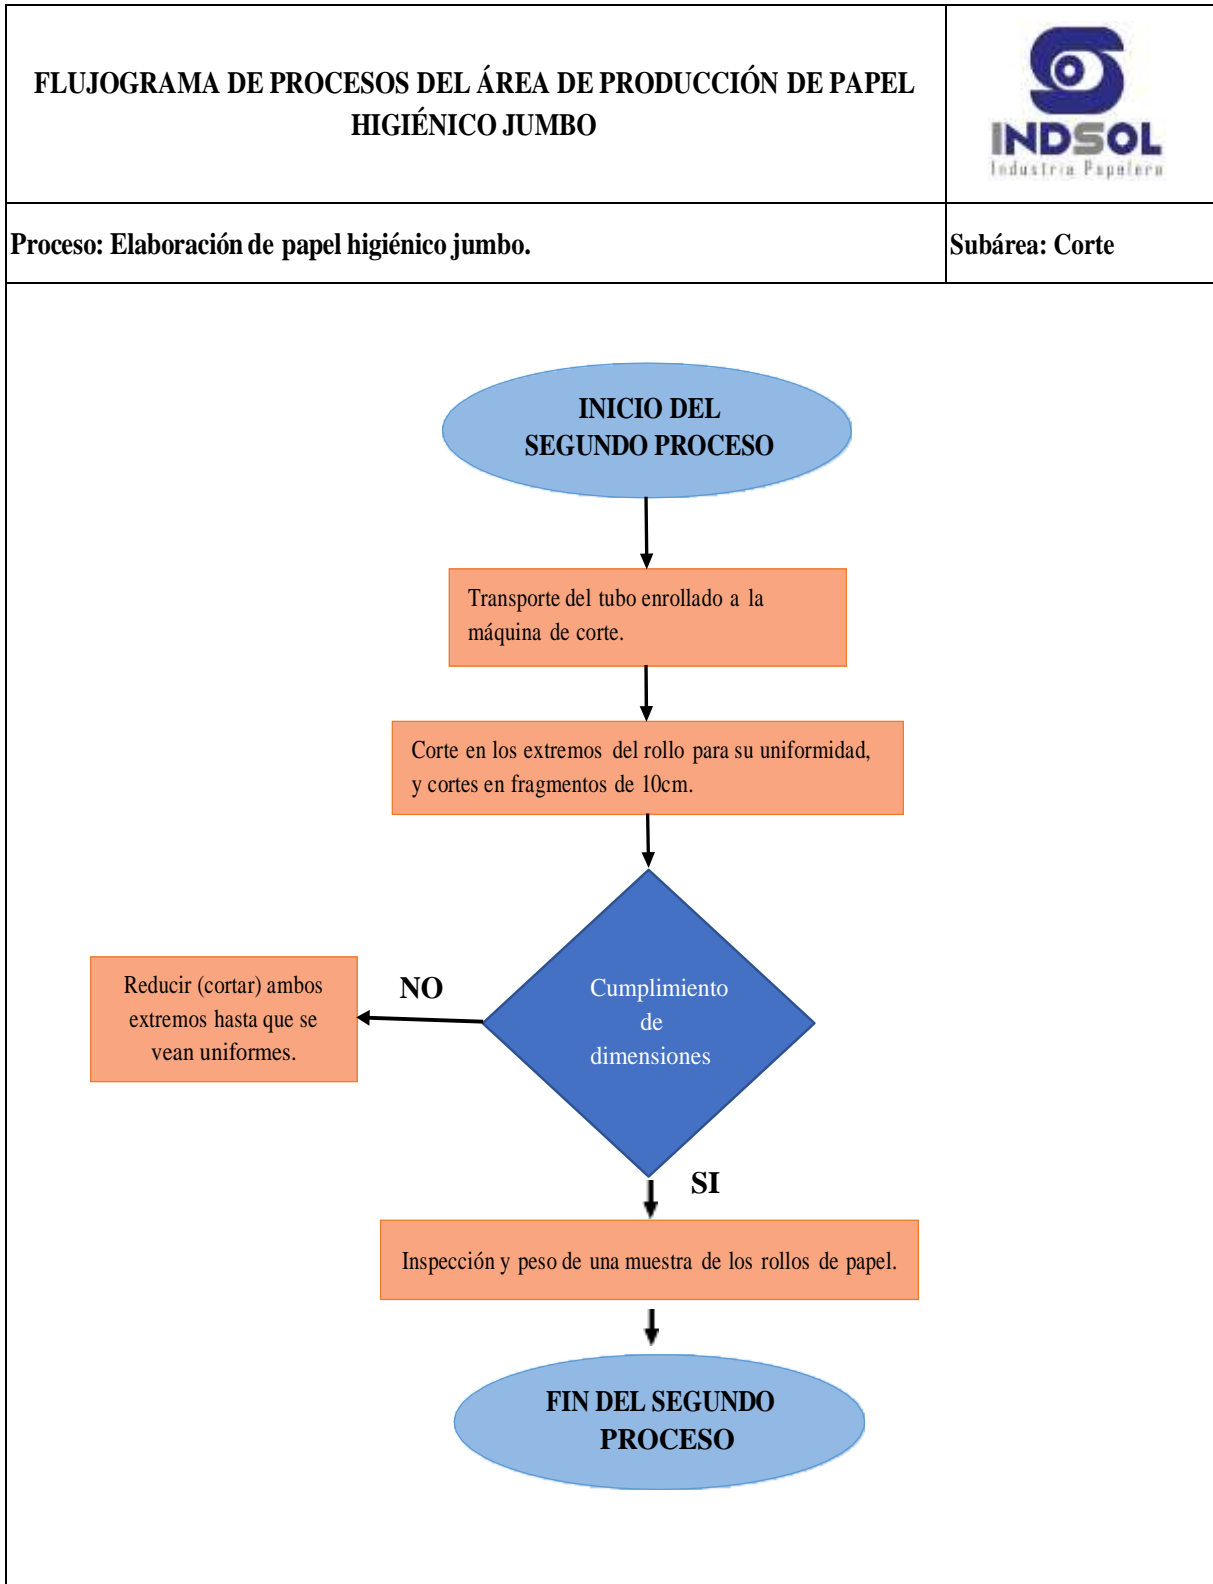 FLUJOGRAMA DE PROCESOS DEL ÁREA DE PRODUCCIÓN DE PAPEL
HIGIÉNICO JUMBO
INDSOL
Industria Papelera
Proceso: Elaboración de papel higiénico jumbo.
Subárea: Corte
INICIO DEL
SEGUNDO PROCESO
Transporte del tubo enrollado a la
máquina de corte.
Corte en los extremos del rollo para su uniformidad,
y cortes en fragmentos de 10cm.
Cumplimiento
de
dimensiones
NO
Reducir (cortar) ambos
extremos hasta que se
vean uniformes.
SI
Inspección y peso de una muestra de los rollos de papel.
FIN DEL SEGUNDO
PROCESO